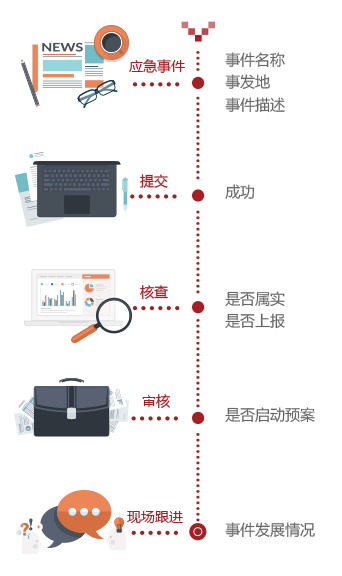 NEWS
应急事件
事件名称
事发地
事件描述
提交
成功
核查
是否属实
是否上报
审核
是否启动预案
现场跟进
事件发展情况